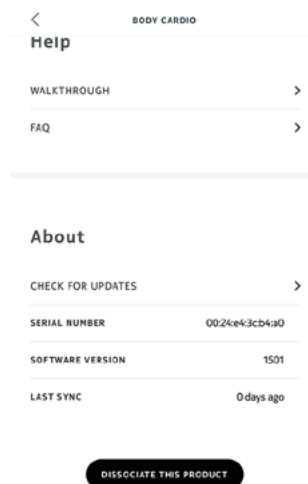 BODY CARDIO
Help
WALKTHROUGH
FAQ
About
CHECK FOR UPDATES
SERIAL NUMBER 00:24:e4:3c:b4:a0
SOFTWARE VERSION 1501
LAST SYNC 0 days ago
DISSOCIATE THIS PRODUCT